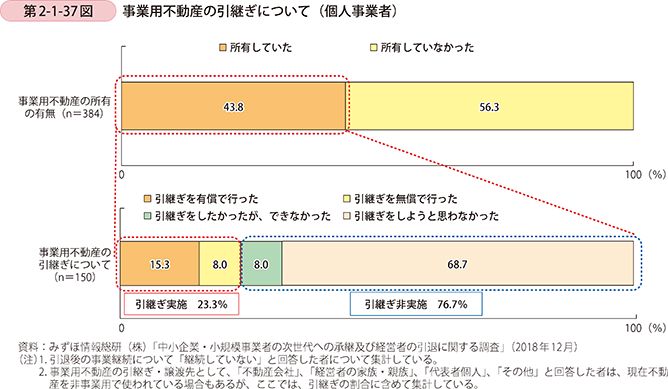 第2-1-37図 事業用不動産の引継ぎについて（個人事業者）
所有していた 所有していなかった
事業用不動産の所有
の有無（n＝384）
43.8 56.3
0 100（％）
引継ぎを有償で行った 引継ぎを無償で行った
引継ぎをしたかったが、できなかった 引継ぎをしようと思わなかった
事業用不動産の
引継ぎについて
（n＝150）
15.3 8.0 8.0 68.7
0 100（％）
引継ぎ実施 23.3％ 引継ぎ非実施 76.7％
資料：みずほ情報総研（株）「中小企業・小規模事業者の次世代への承継及び経営者の引退に関する調査」（2018年12月）
（注）1. 引退後の事業継続について「継続していない」と回答した者について集計している。
2. 事業用不動産の引継ぎ・譲渡先として、「不動産会社」、「経営者の家族・親族」、「代表者個人」、「その他」と回答した者は、現在不動
産を非事業用で使われている場合もあるが、ここでは、引継ぎの割合に含めて集計している。